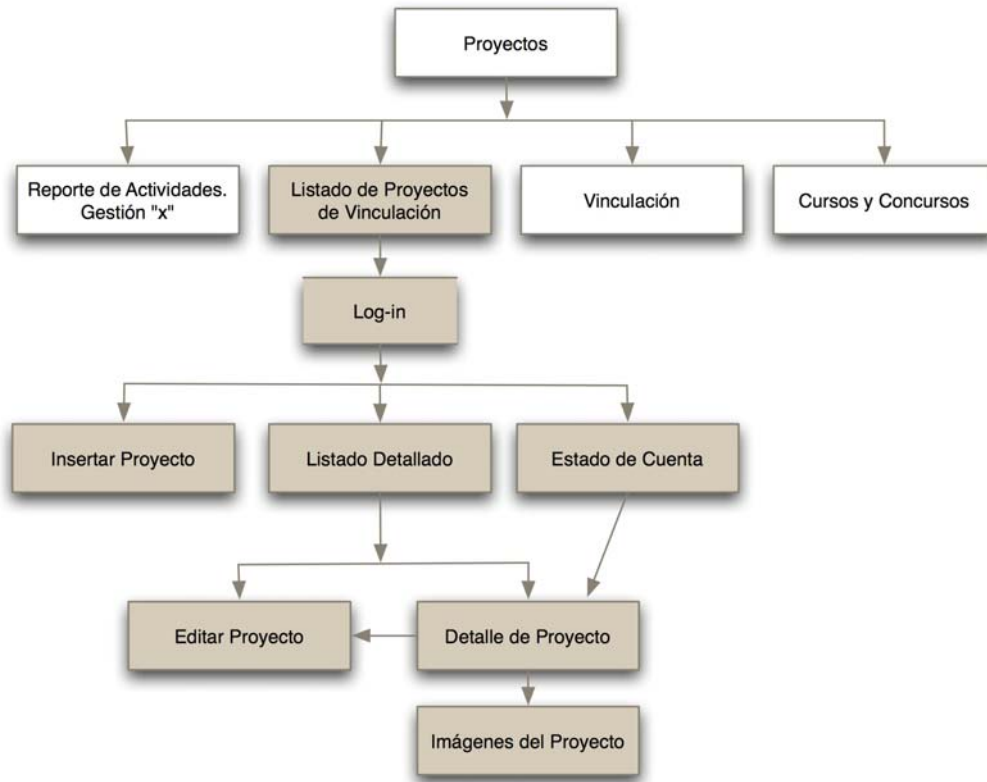 Proyectos
Reporte de Actividades.
Gestión "x"
Listado de Proyectos
de Vinculación
Vinculación
Cursos y Concursos
Log-in
Insertar Proyecto
Listado Detallado
Estado de Cuenta
Editar Proyecto
Detalle de Proyecto
Imágenes del Proyecto